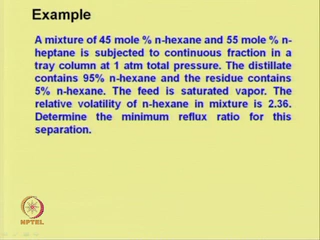 Example
A mixture of 45 mole % n-hexane and 55 mole % n-
heptane is subjected to continuous fraction in a
tray column at 1 atm total pressure. The distillate
contains 95% n-hexane and the residue contains
5% n-hexane. The feed is saturated vapor. The
relative volatility of n-hexane in mixture is 2.36.
Determine the minimum reflux ratio for this
separation.
NPTEL